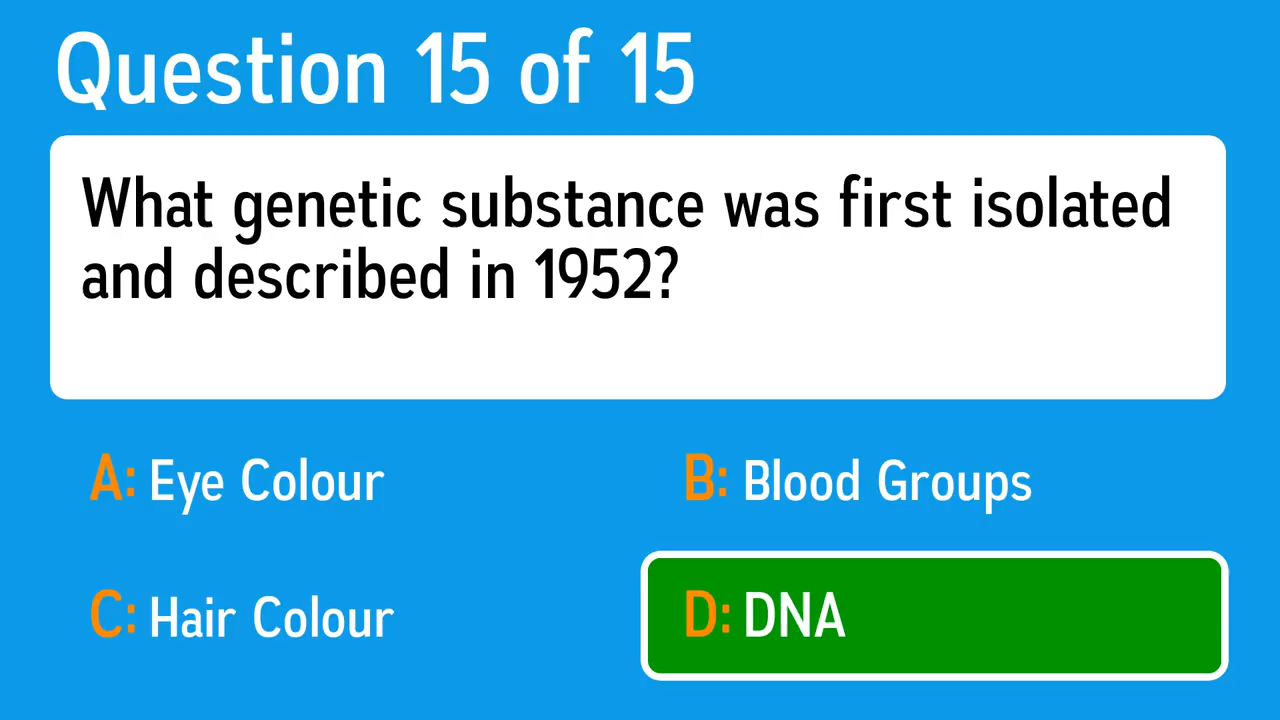 Question 15 of 15
What genetic substance was first isolated
and described in 1952?
A: Eye Colour
B: Blood Groups
C: Hair Colour
D: DNA